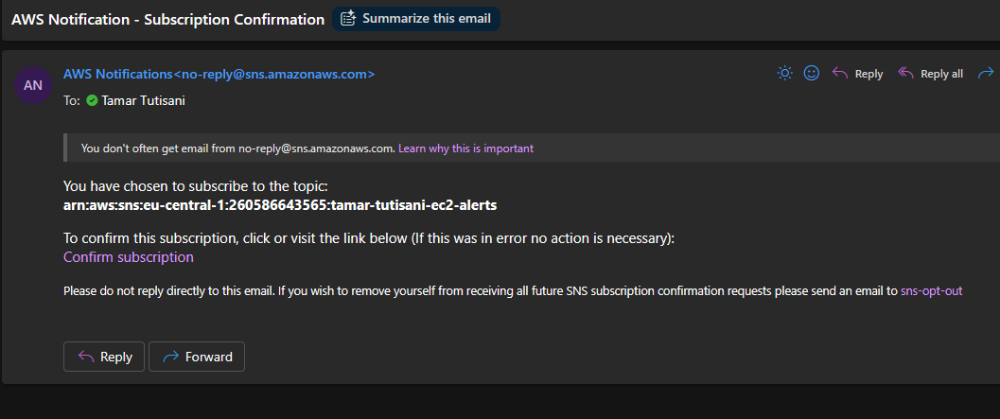 AWS Notification - Subscription Confirmation Summarize this email
AN
AWS Notifications<no-reply@sns.amazonaws.com>
Reply Reply all
To: Tamar Tutisani
You don't often get email from no-reply@sns.amazonaws.com. Learn why this is important
You have chosen to subscribe to the topic:
arn:aws:sns:eu-central-1:260586643565:tamar-tutisani-ec2-alerts
To confirm this subscription, click or visit the link below (If this was in error no action is necessary):
Confirm subscription
Please do not reply directly to this email. If you wish to remove yourself from receiving all future SNS subscription confirmation requests please send an email to sns-opt-out
Reply Forward